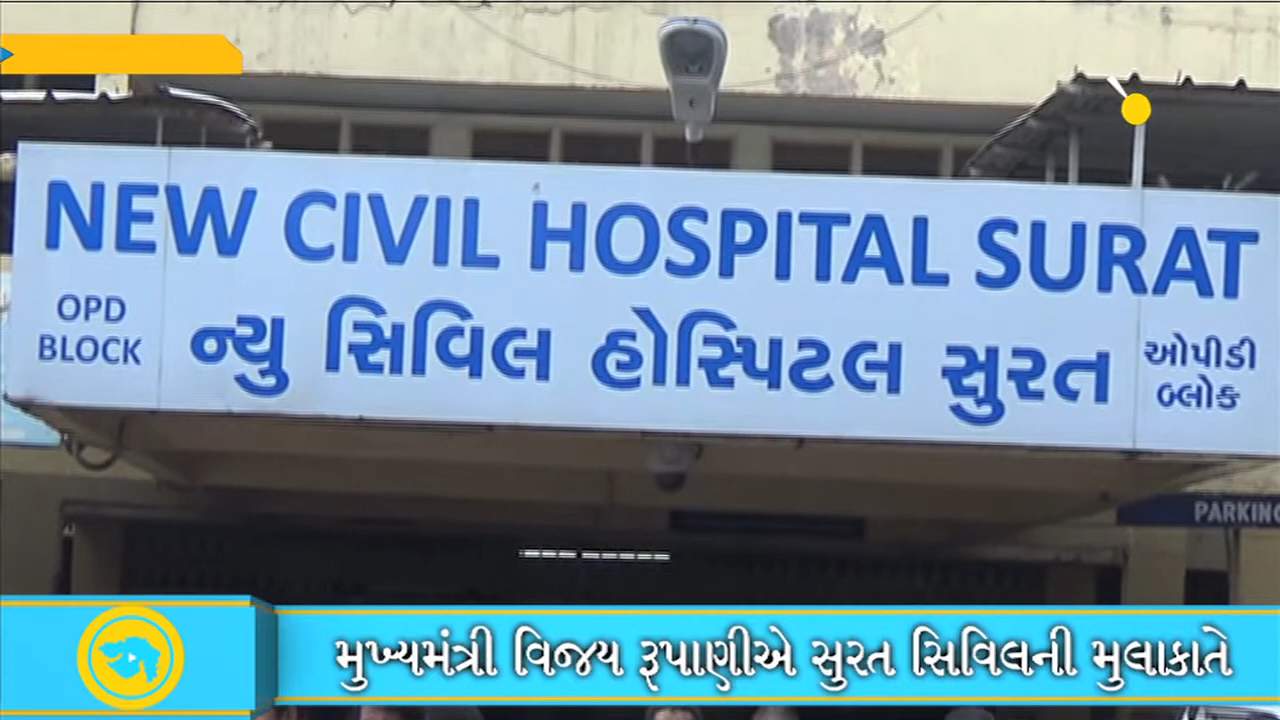 NEW CIVIL HOSPITAL SURAT
OPD
BLOCK
ન્યુ સિવિલ હોસ્પિટલ સુરત
ઓપીડી
બ્લોક
PARKING
મુખ્યમંત્રી વિજય રૂપાણીએ સુરત સિવિલની મુલાકાતે